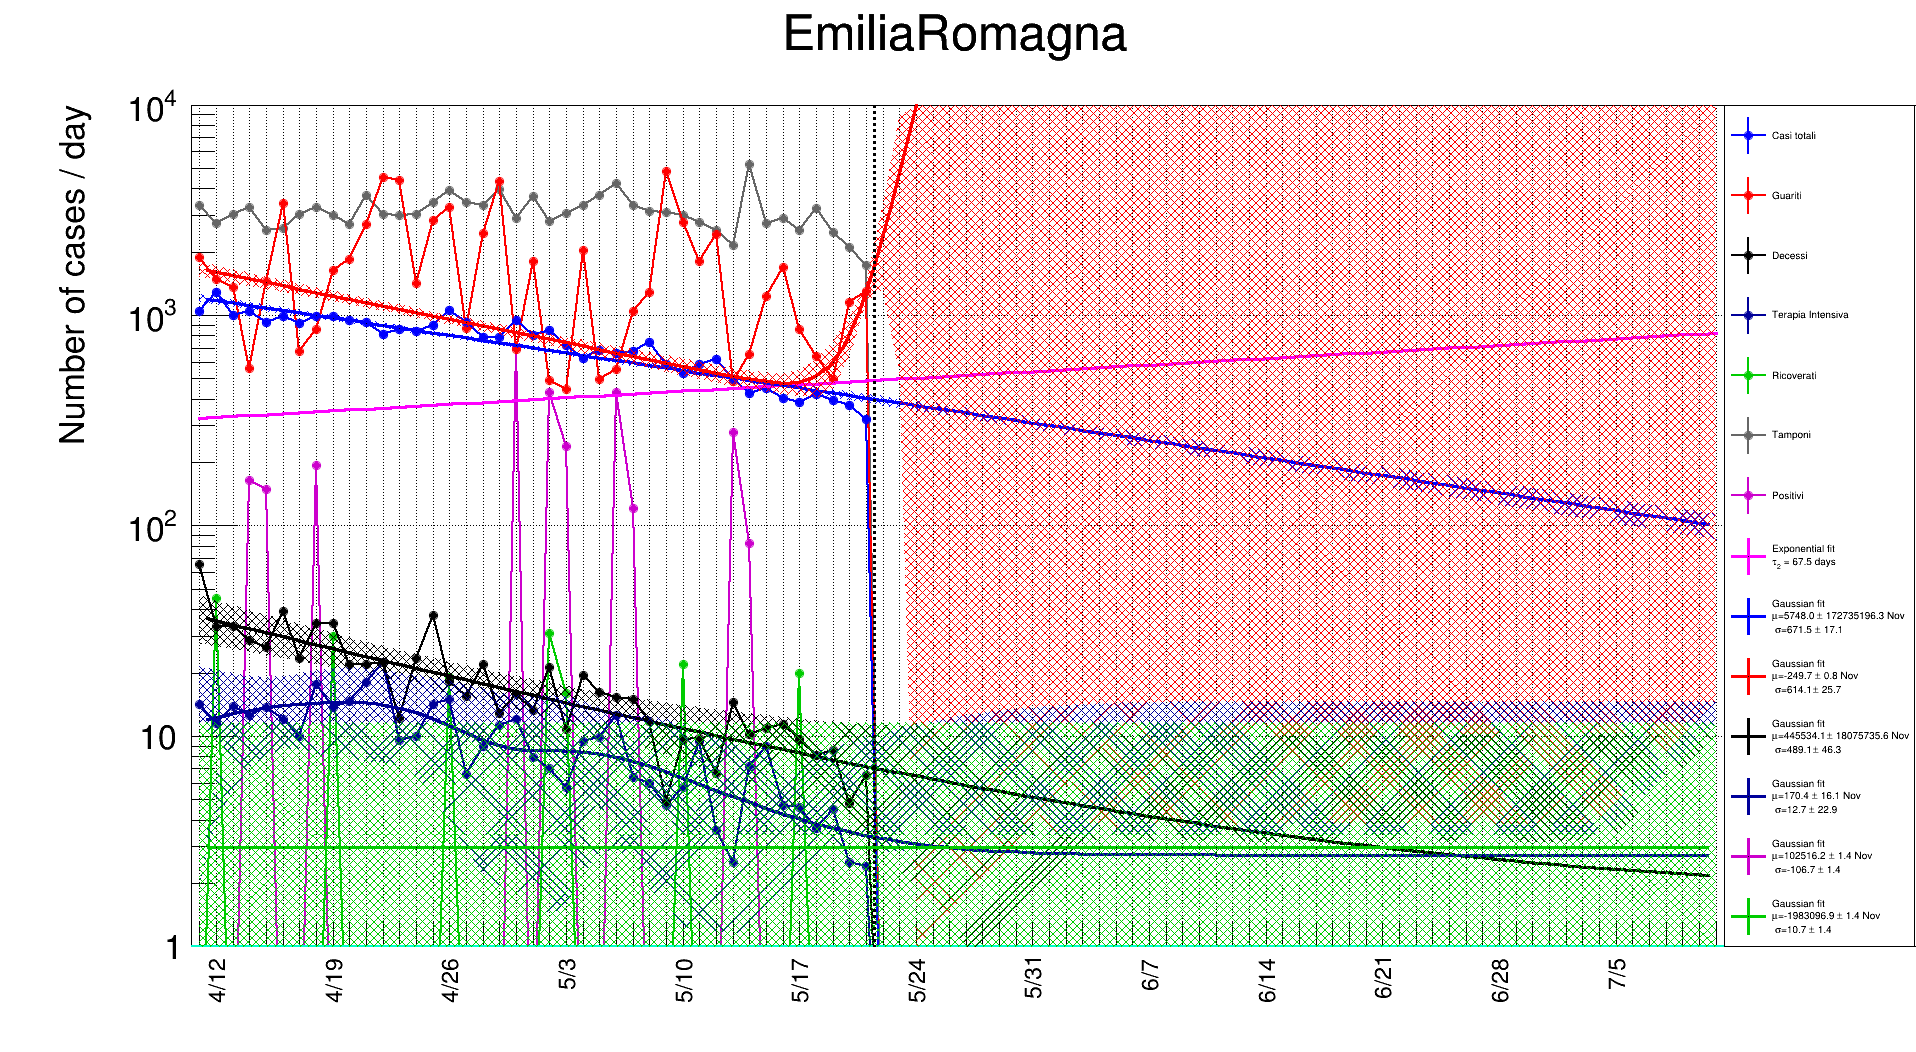 EmiliaRomagna
Number of cases / day
10^4
10^3
10^2
10
1
4/12
4/19
4/26
5/3
5/10
5/17
5/24
5/31
6/7
6/14
6/21
6/28
7/5
Casi totali
Guariti
Decessi
Terapia Intensiva
Ricoverati
Tamponi
Positivi
Exponential fit
τ₂ = 67.5 days
Gaussian fit
μ=5748.0 ± 172735196.3 Nov
σ=671.5 ± 17.1
Gaussian fit
μ=-249.7 ± 0.8 Nov
σ=614.1 ± 25.7
Gaussian fit
μ=445534.1 ± 18075735.6 Nov
σ=489.1 ± 46.3
Gaussian fit
μ=170.4 ± 16.1 Nov
σ=12.7 ± 22.9
Gaussian fit
μ=102516.2 ± 1.4 Nov
σ=-106.7 ± 1.4
Gaussian fit
μ=-1983096.9 ± 1.4 Nov
σ=10.7 ± 1.4